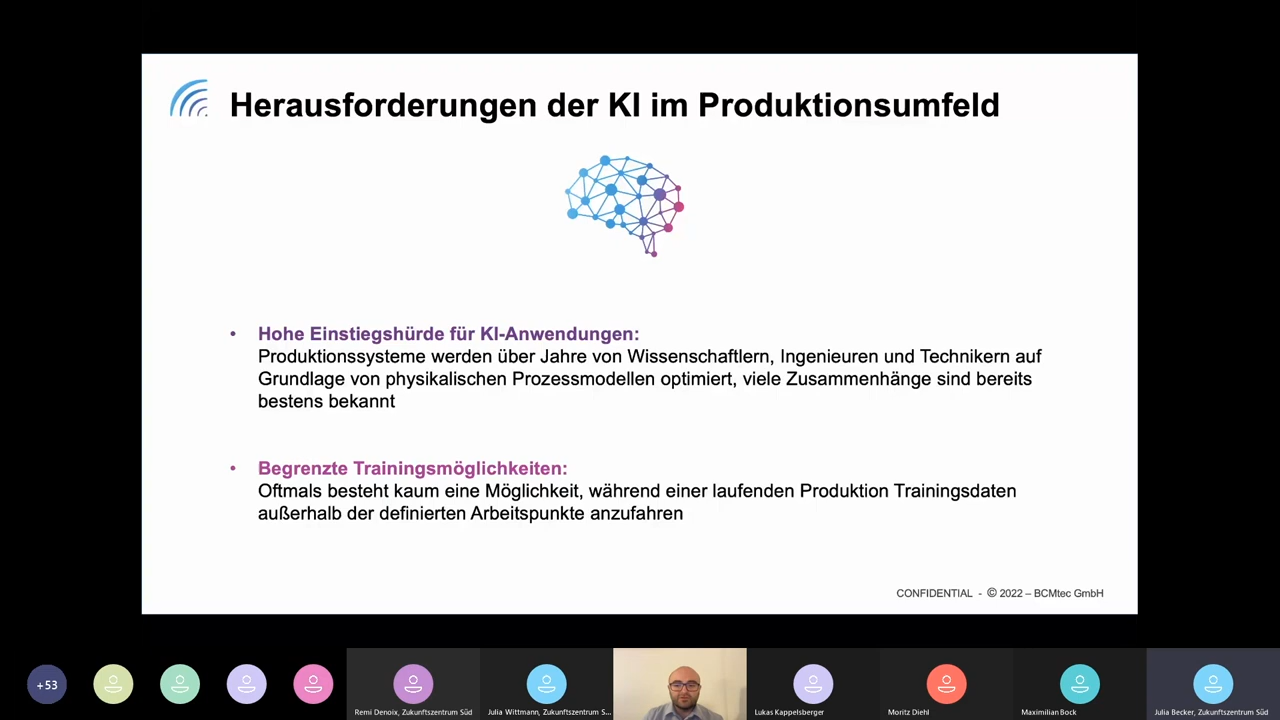 Herausforderungen der KI im Produktionsumfeld
• Hohe Einstiegshürde für KI-Anwendungen:
Produktionssysteme werden über Jahre von Wissenschaftlern, Ingenieuren und Technikern auf
Grundlage von physikalischen Prozessmodellen optimiert, viele Zusammenhänge sind bereits
bestens bekannt
• Begrenzte Trainingsmöglichkeiten:
Oftmals besteht kaum eine Möglichkeit, während einer laufenden Produktion Trainingsdaten
außerhalb der definierten Arbeitspunkte anzufahren
CONFIDENTIAL - © 2022 – BCMtec GmbH
+53
Remi Denoix, Zukunftszentrum Süd
Julia Wittmann, Zukunftszentrum S...
Lukas Kappelsberger
Moritz Diehl
Maximilian Bock
Julia Becker, Zukunftszentrum Süd